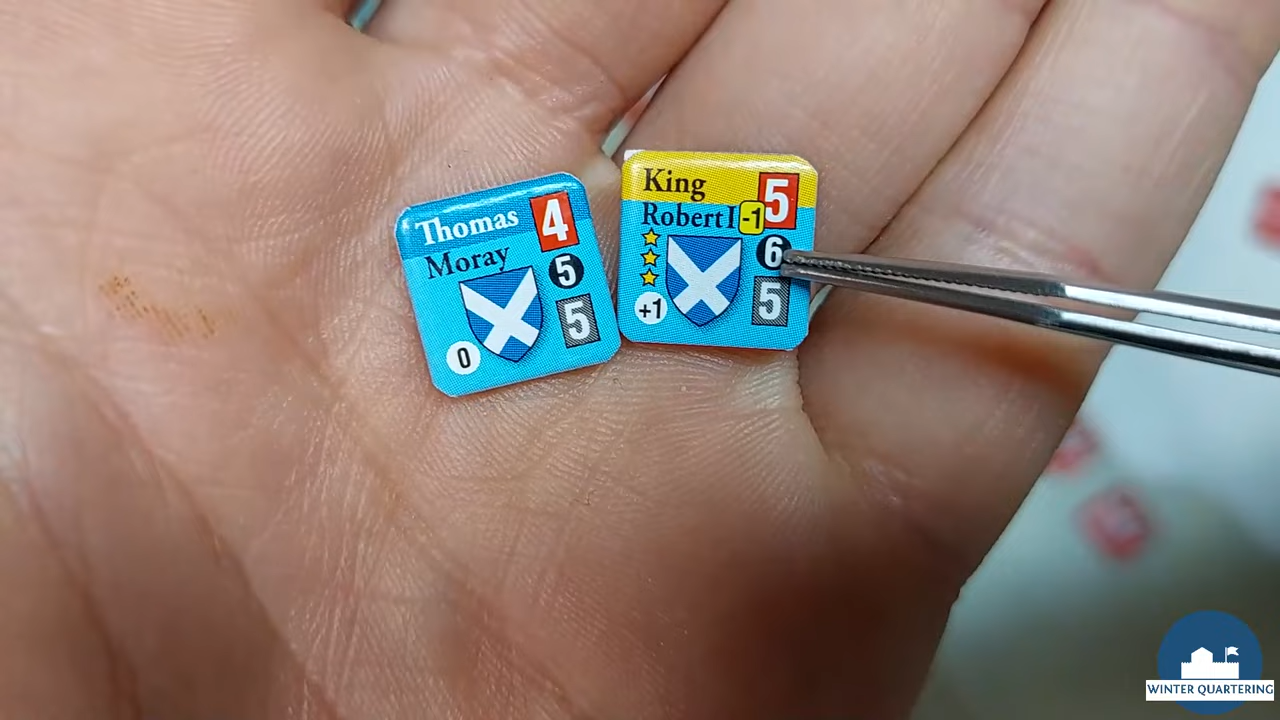 Thomas 4
Moray 5
5
0
King 5
Robert I -1
6
+1 5
WINTER QUARTERING